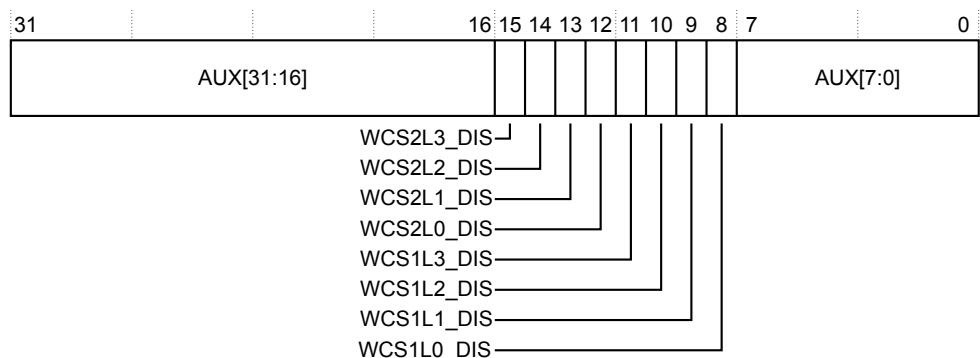 31 16 15 14 13 12 11 10 9 8 7 0
AUX[31:16] AUX[7:0]
WCS2L3_DIS
WCS2L2_DIS
WCS2L1_DIS
WCS2L0_DIS
WCS1L3_DIS
WCS1L2_DIS
WCS1L1_DIS
WCS1L0_DIS